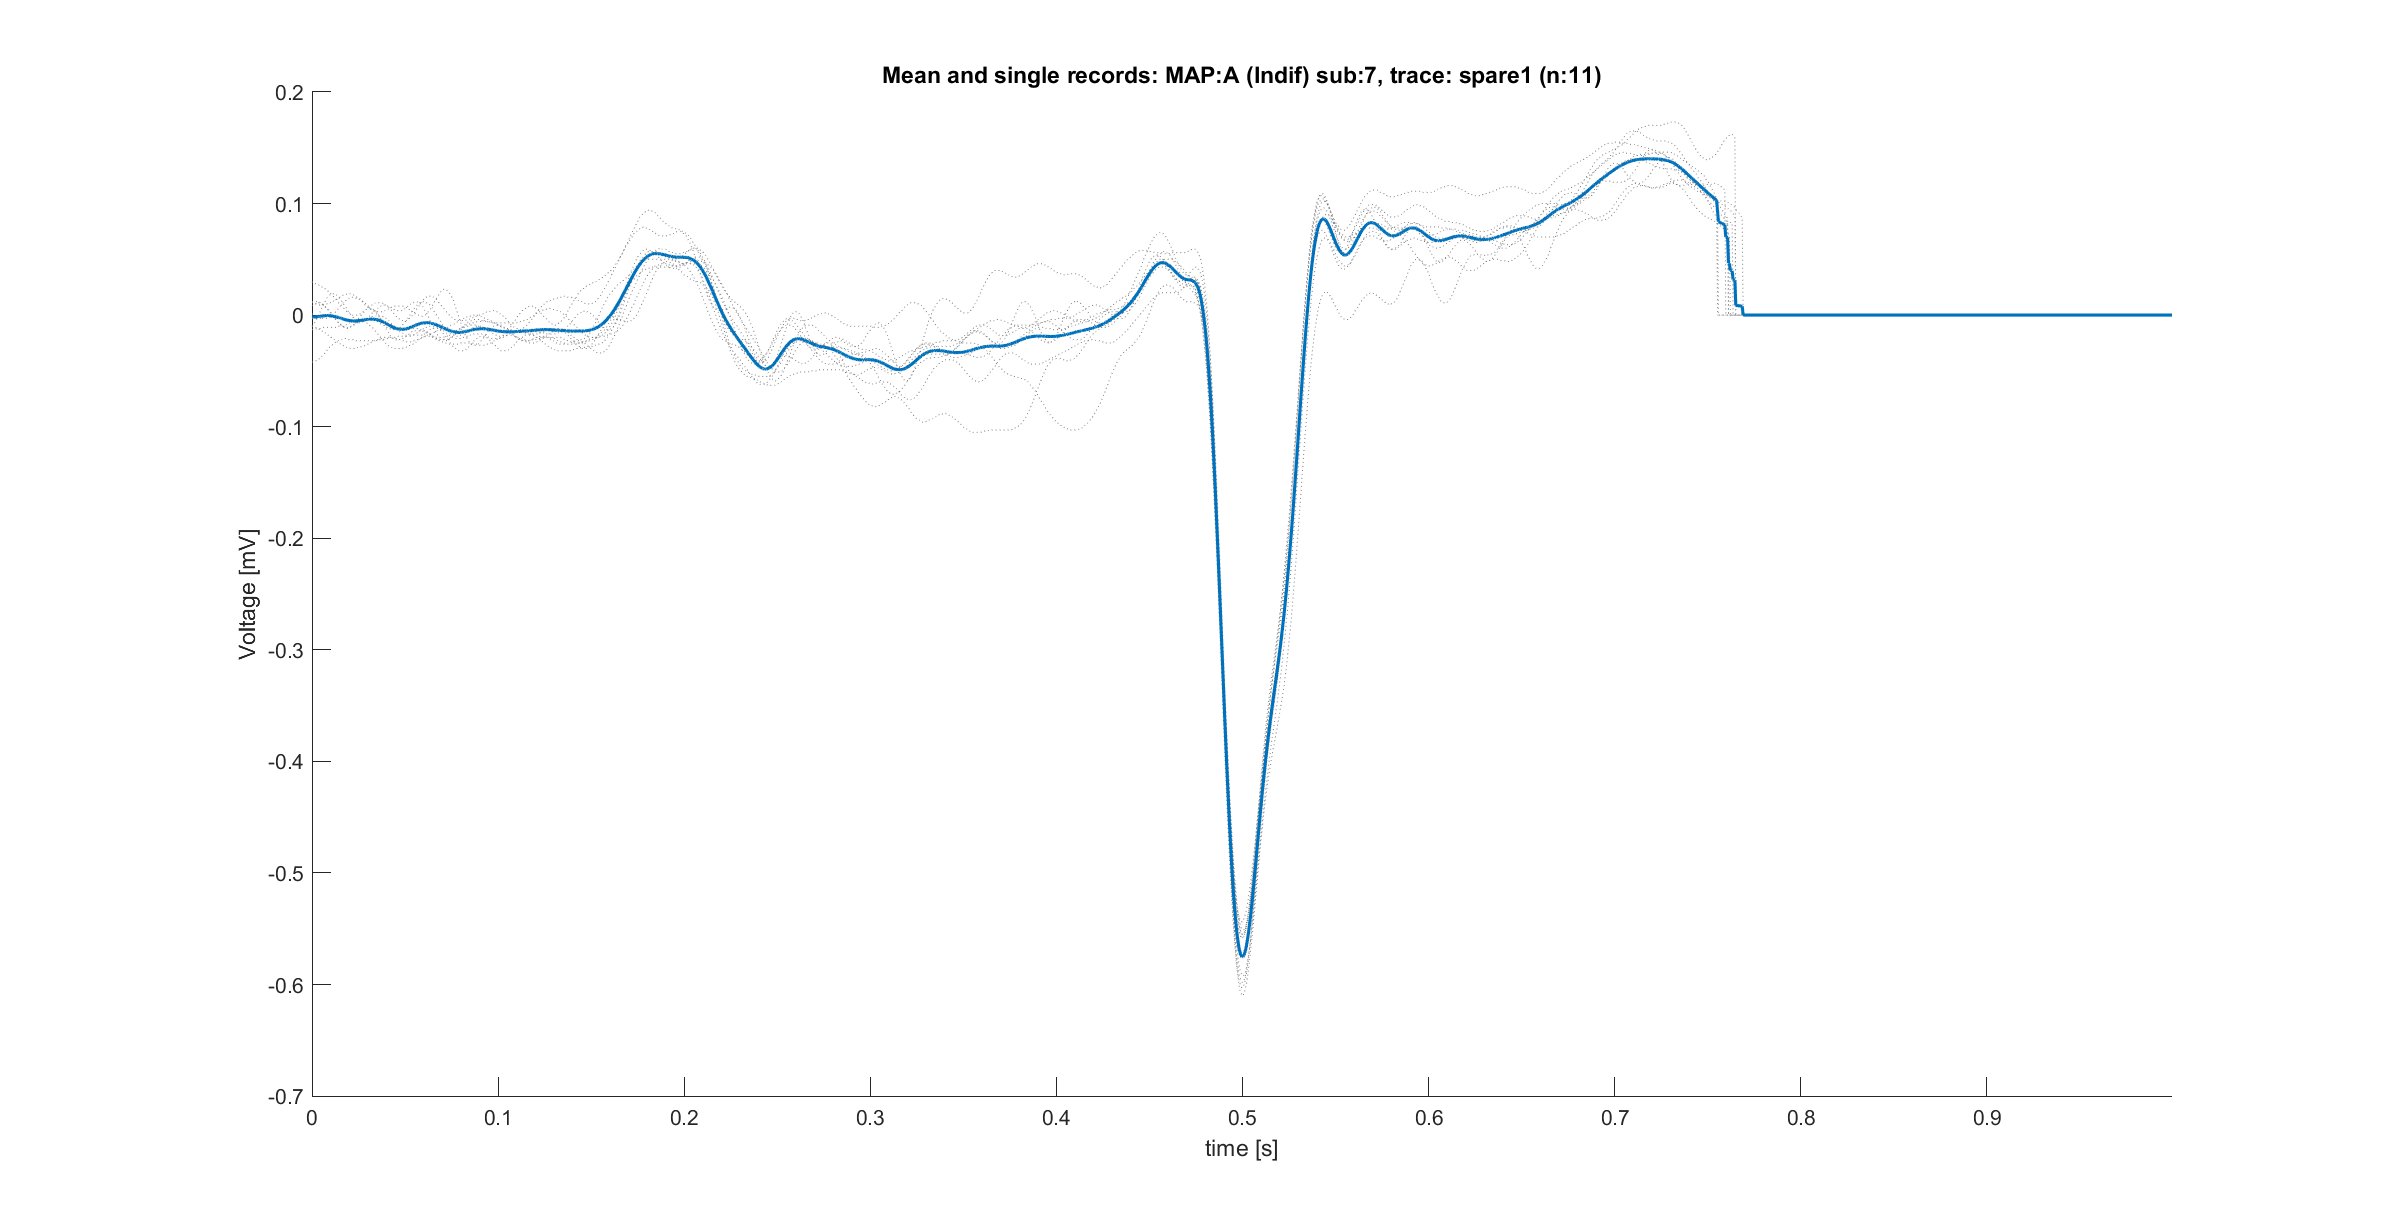 Mean and single records: MAP:A (Indif) sub:7, trace: spare1 (n:11)
0.2
0.1
0
-0.1
-0.2
-0.3
-0.4
-0.5
-0.6
-0.7
Voltage [mV]
0 0.1 0.2 0.3 0.4 0.5 0.6 0.7 0.8 0.9
time [s]